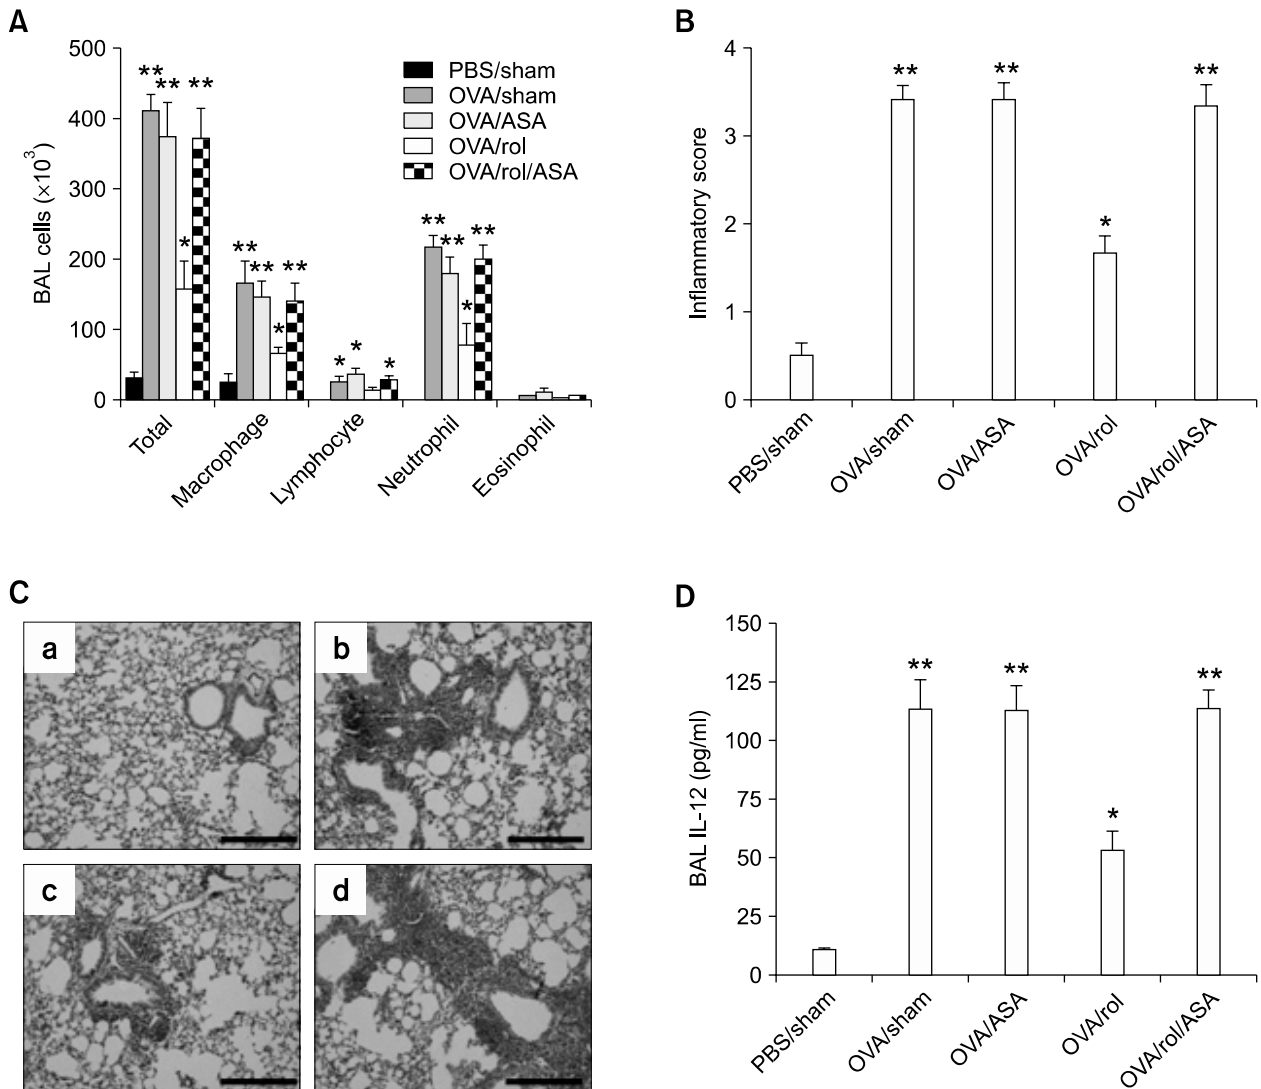 A
500
400
300
200
100
0
BAL cells (×10³)
** ** * **
** ** * **
* * *
** ** * **
PBS/sham
OVA/sham
OVA/ASA
OVA/rol
OVA/rol/ASA
Total
Macrophage
Lymphocyte
Neutrophil
Eosinophil
B
4
3
2
1
0
Inflammatory score
** ** * **
PBS/sham
OVA/sham
OVA/ASA
OVA/rol
OVA/rol/ASA
C
a
b
c
d
D
150
125
100
75
50
25
0
BAL IL-12 (pg/ml)
** ** * **
PBS/sham
OVA/sham
OVA/ASA
OVA/rol
OVA/rol/ASA